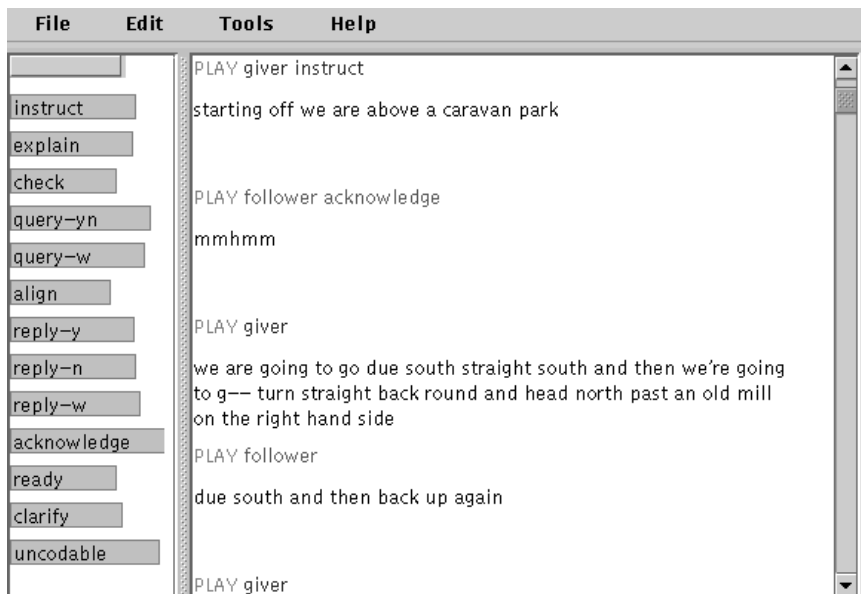 File Edit Tools Help
instruct
explain
check
query-yn
query-w
align
reply-y
reply-n
reply-w
acknowledge
ready
clarify
uncodable
PLAY giver instruct
starting off we are above a caravan park
PLAY follower acknowledge
mmhmm
PLAY giver
we are going to go due south straight south and then we're going
to g-- turn straight back round and head north past an old mill
on the right hand side
PLAY follower
due south and then back up again
PLAY giver